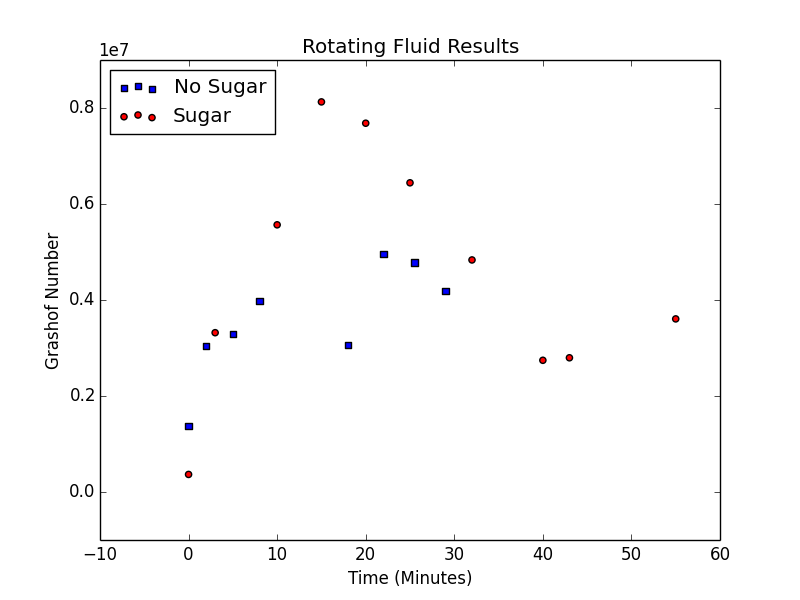 Rotating Fluid Results
1e7
No Sugar
Sugar
0.8
0.6
0.4
0.2
0.0
Grashof Number
−10 0 10 20 30 40 50 60
Time (Minutes)